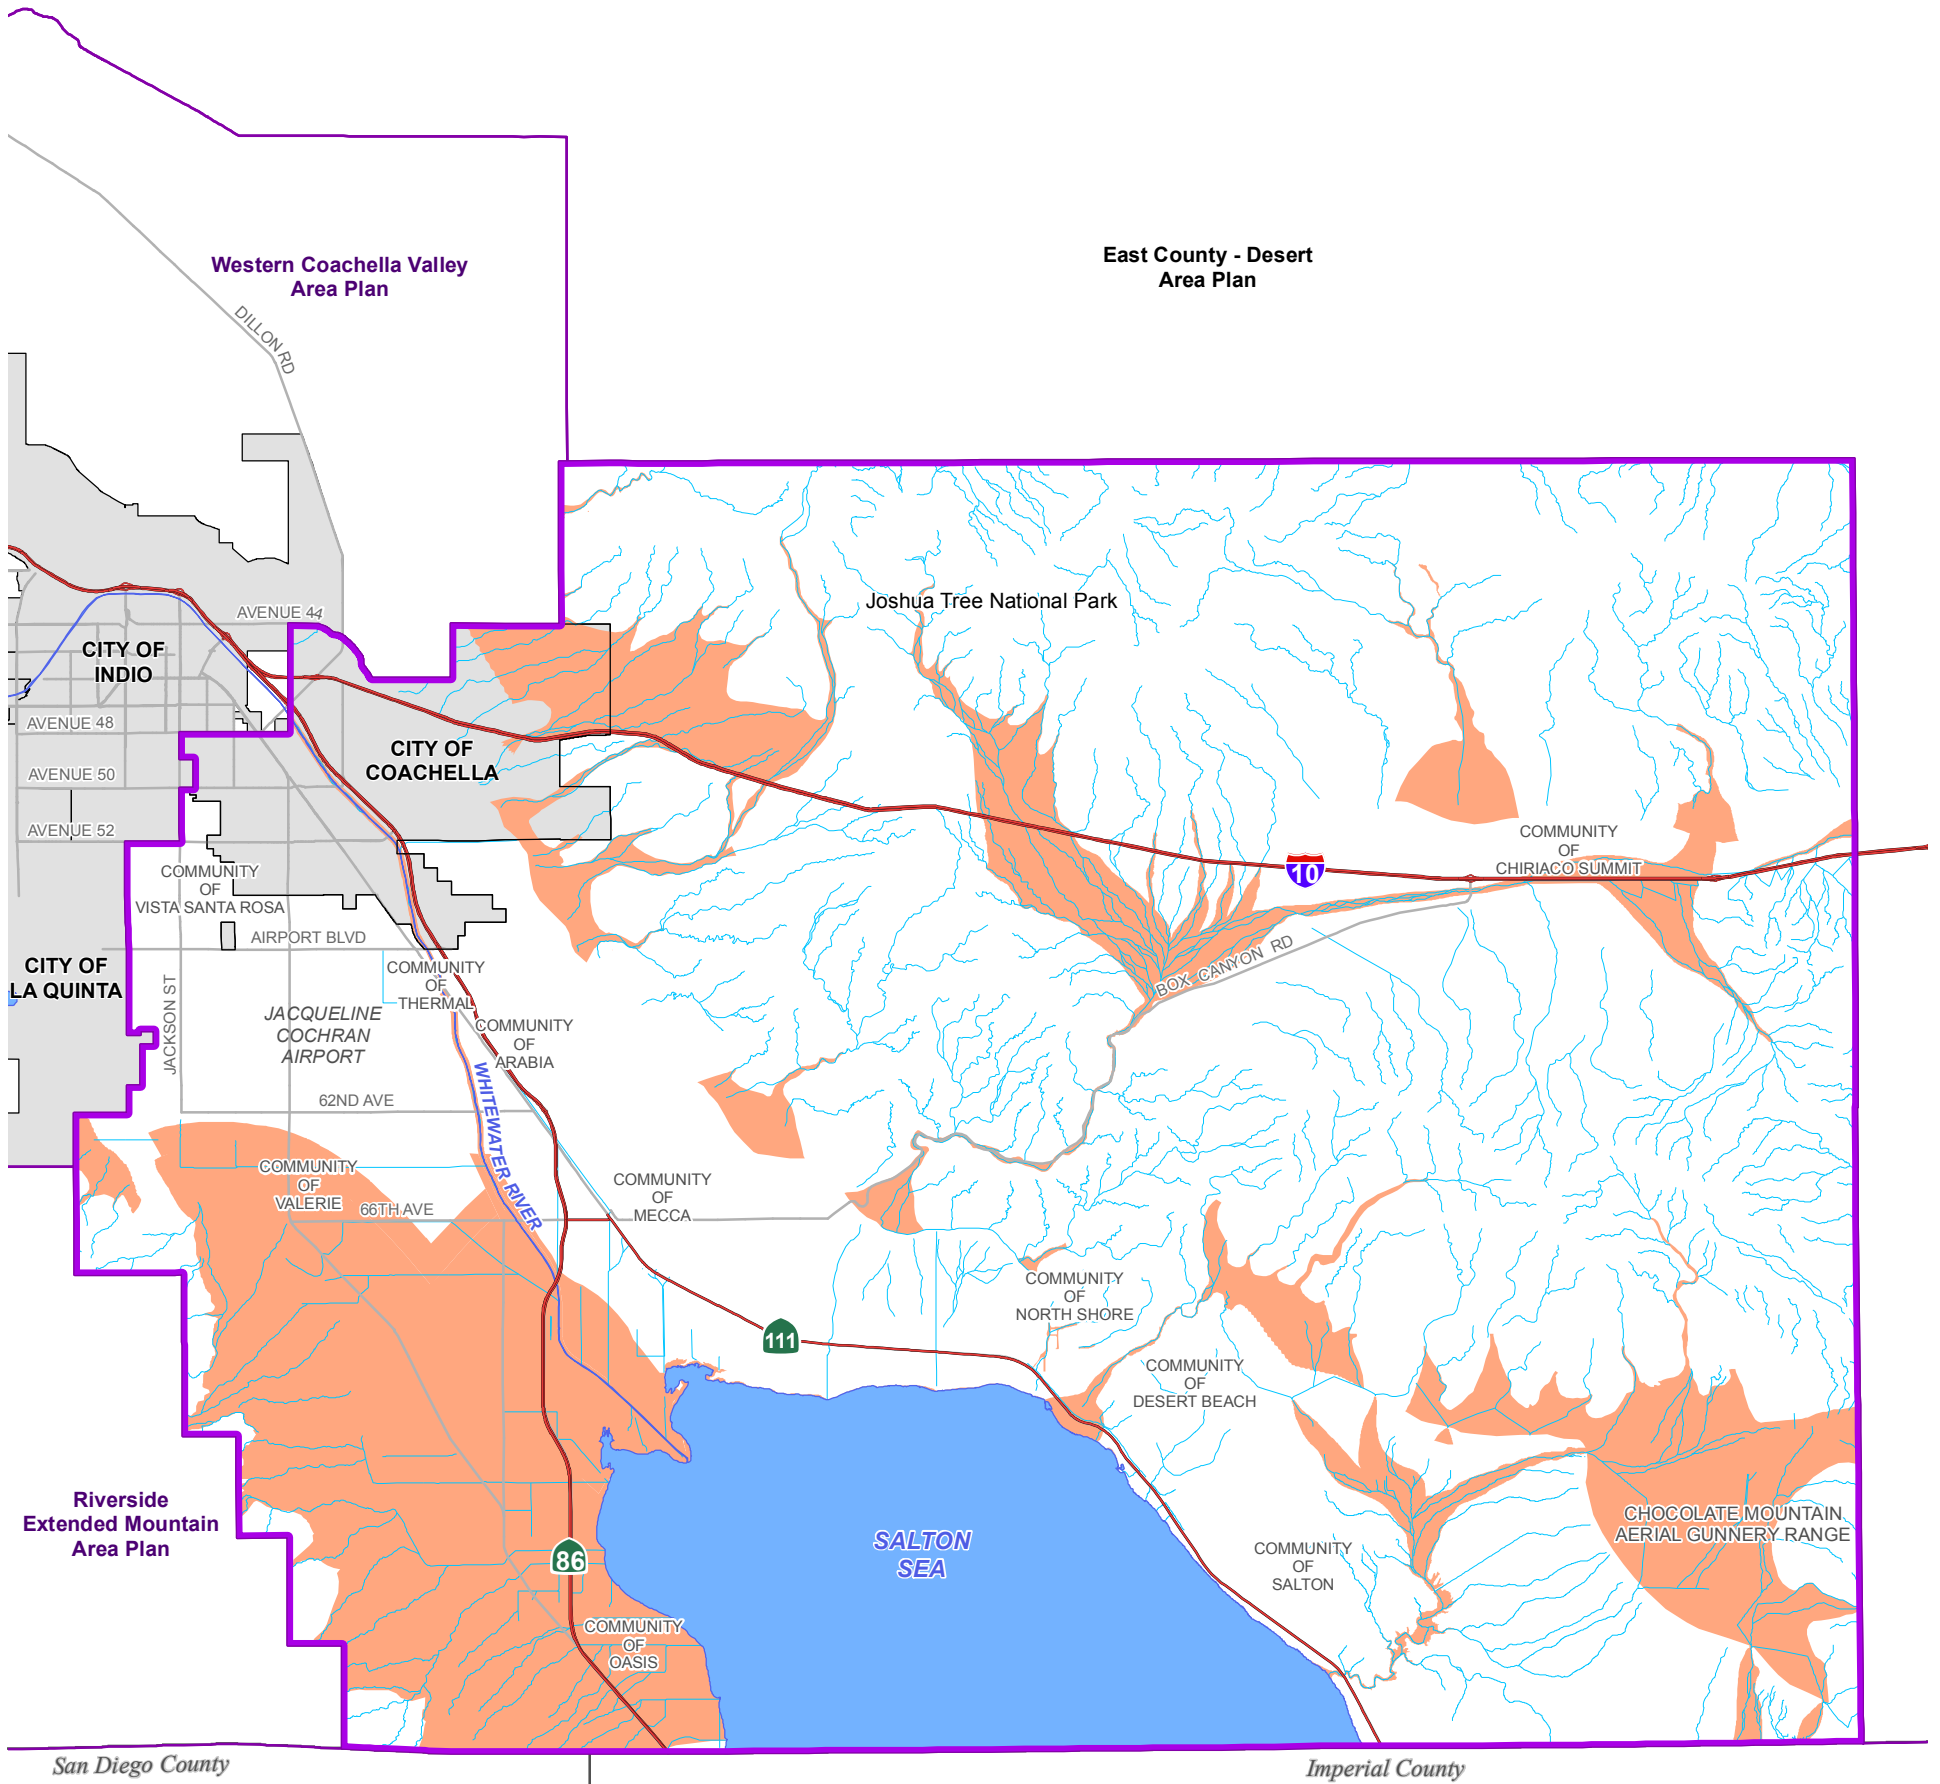 Western Coachella Valley
Area Plan
East County - Desert
Area Plan
DILLON RD
Joshua Tree National Park
AVENUE 44
CITY OF
INDIO
AVENUE 48
CITY OF
COACHELLA
AVENUE 50
AVENUE 52
COMMUNITY
OF
CHIRIACO SUMMIT
10
COMMUNITY
OF
VISTA SANTA ROSA
AIRPORT BLVD
BOX CANYON RD
CITY OF
LA QUINTA
COMMUNITY
OF
THERMAL
JACKSON ST
JACQUELINE
COCHRAN
AIRPORT
COMMUNITY
OF
ARABIA
WHITEWATER RIVER
62ND AVE
COMMUNITY
OF
VALERIE
COMMUNITY
OF
MECCA
66TH AVE
COMMUNITY
OF
NORTH SHORE
111
COMMUNITY
OF
DESERT BEACH
Riverside
Extended Mountain
Area Plan
CHOCOLATE MOUNTAIN
AERIAL GUNNERY RANGE
SALTON
SEA
86
COMMUNITY
OF
SALTON
COMMUNITY
OF
OASIS
San Diego County
Imperial County